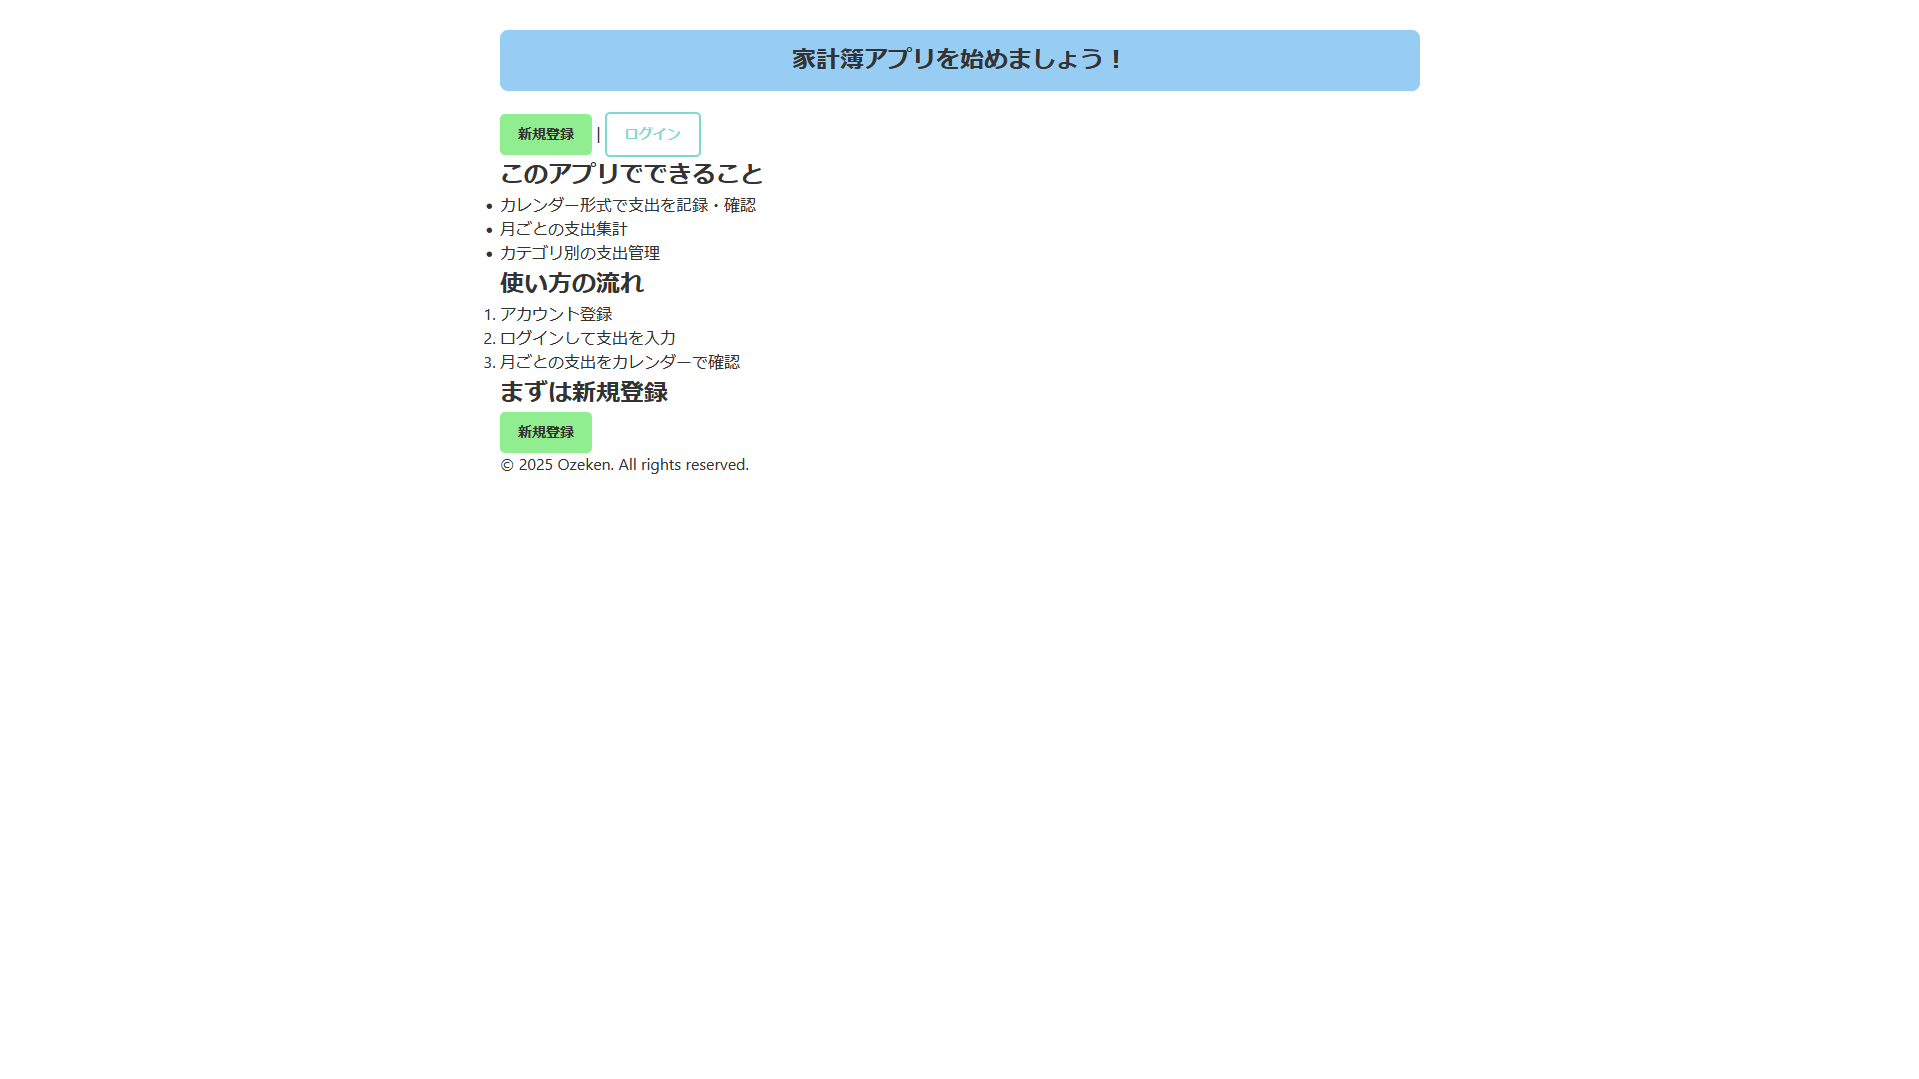 家計簿アプリを始めましょう！
新規登録 | ログイン
このアプリでできること
• カレンダー形式で支出を記録・確認
• 月ごとの支出集計
• カテゴリ別の支出管理
使い方の流れ
1. アカウント登録
2. ログインして支出を入力
3. 月ごとの支出をカレンダーで確認
まずは新規登録
新規登録
© 2025 Ozeken. All rights reserved.